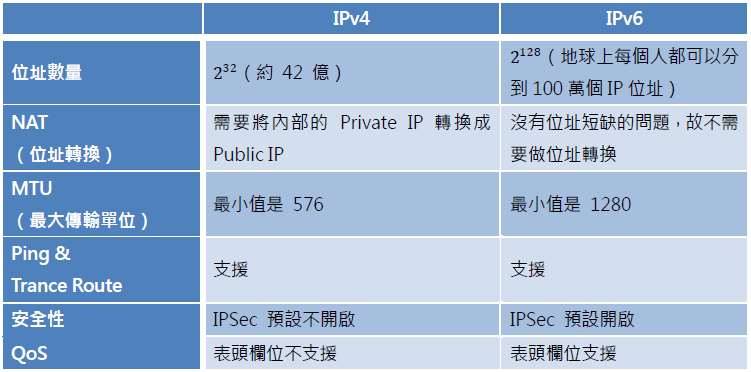 IPv4 IPv6
位址數量 2³²（約 42 億） 2¹²⁸（地球上每個人都可以分
到 100 萬個 IP 位址）
NAT 需要將內部的 Private IP 轉換成 沒有位址短缺的問題，故不需
（位址轉換） Public IP 要做位址轉換
MTU
（最大傳輸單位） 最小值是 576 最小值是 1280
Ping &
Trance Route 支援 支援
安全性 IPSec 預設不開啟 IPSec 預設開啟
QoS 表頭欄位不支援 表頭欄位支援